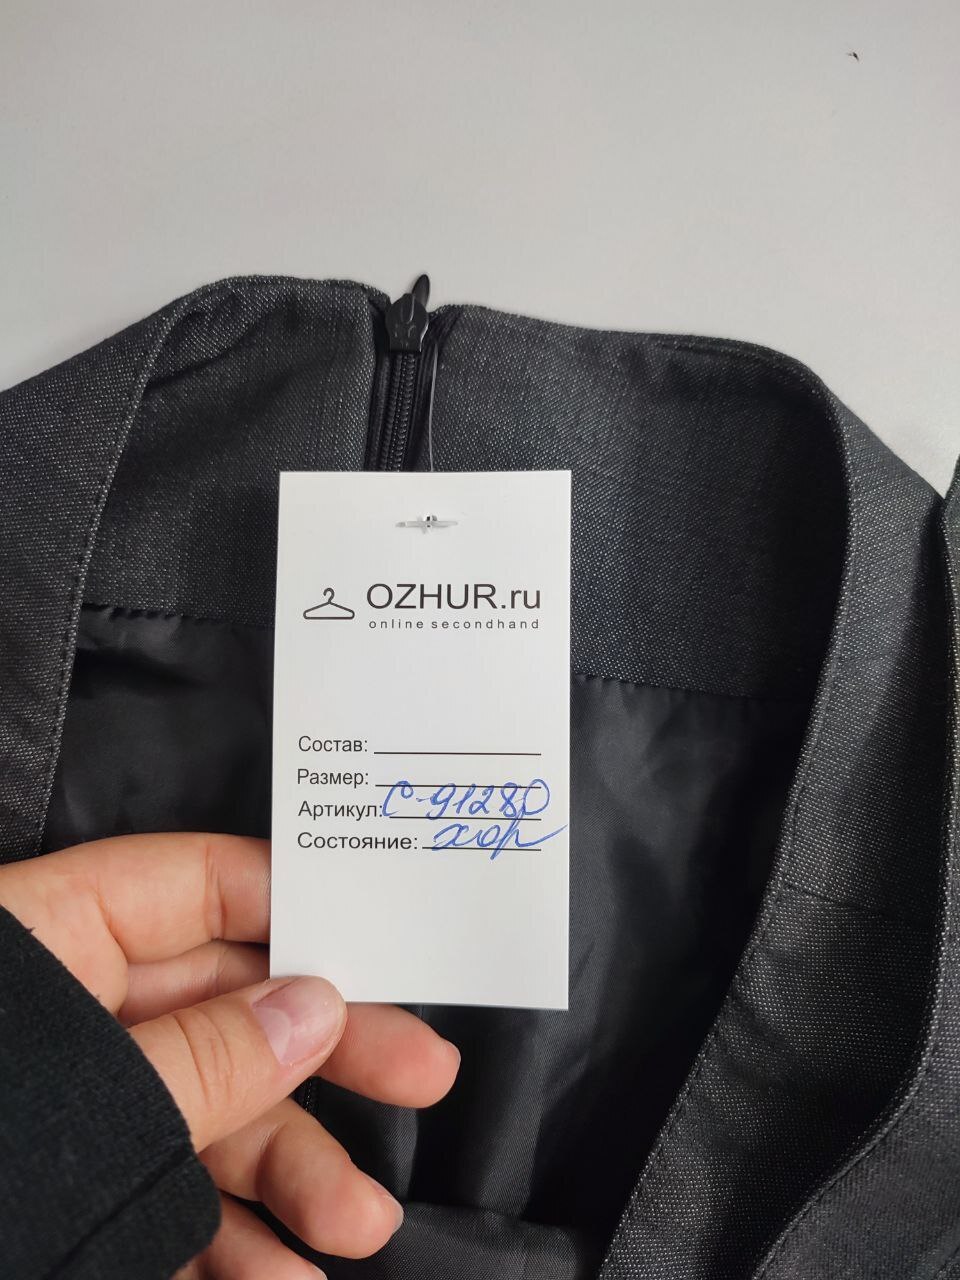 OZHUR.ru
online secondhand
Состав:
Размер:
Артикул: С-91280
Состояние: хор